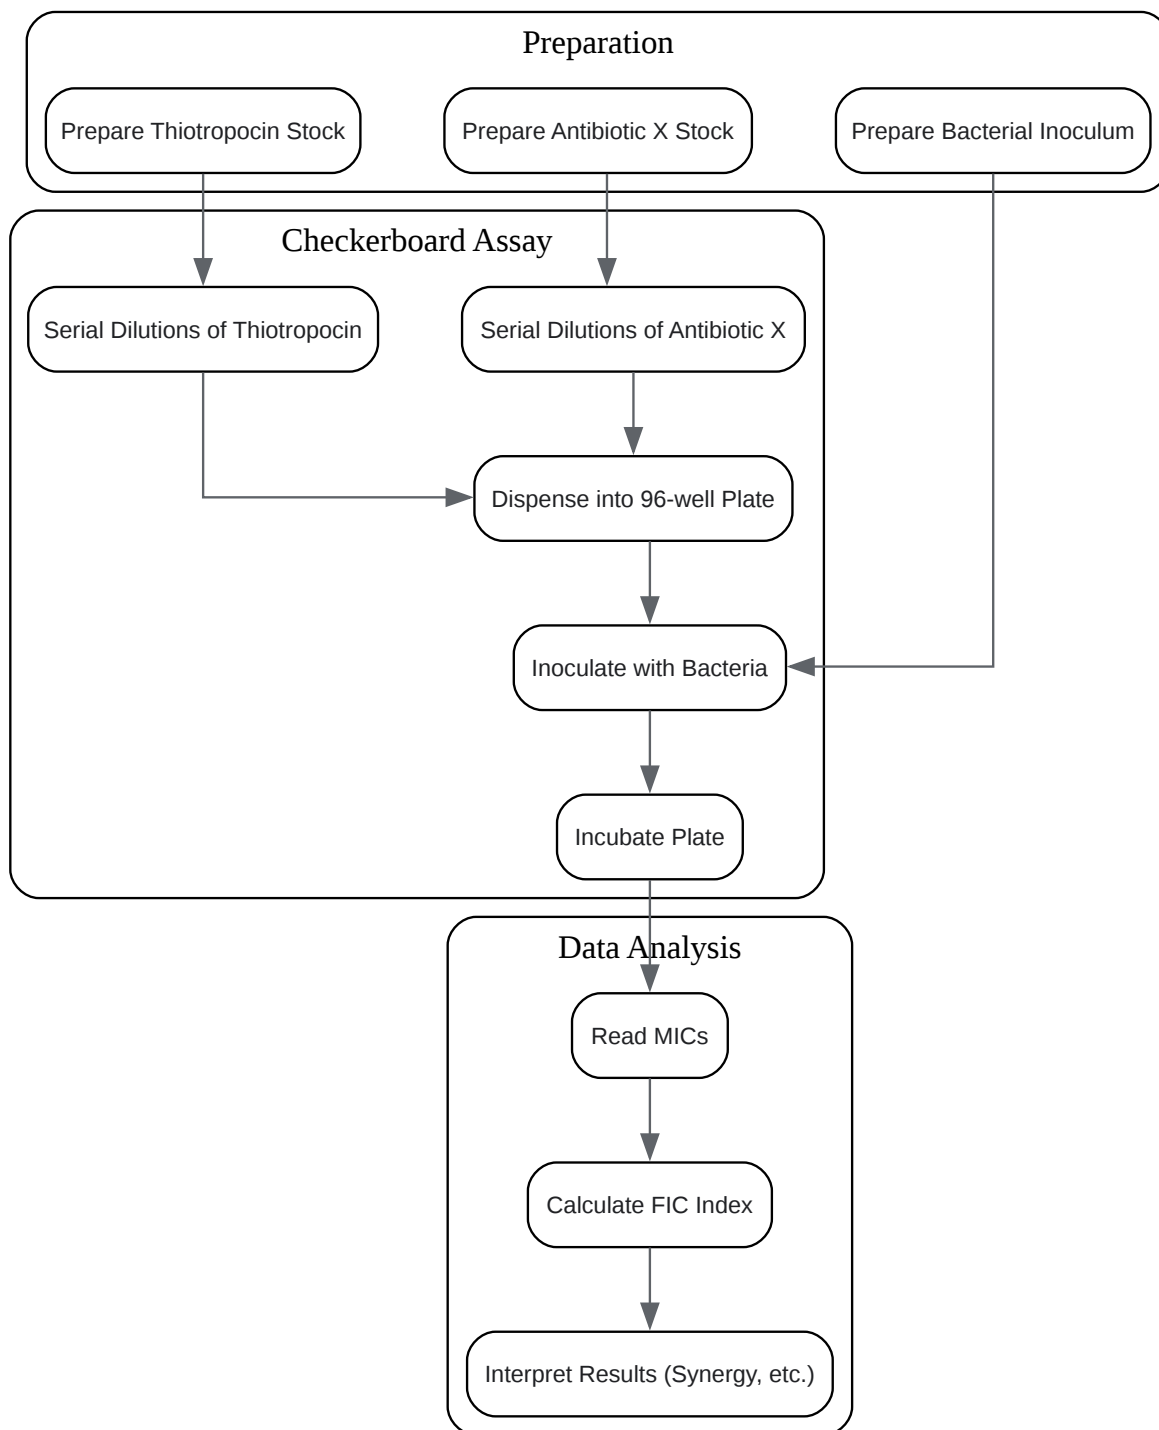 Preparation
Prepare Thiotropocin Stock
Prepare Antibiotic X Stock
Prepare Bacterial Inoculum
Checkerboard Assay
Serial Dilutions of Thiotropocin
Serial Dilutions of Antibiotic X
Dispense into 96-well Plate
Inoculate with Bacteria
Incubate Plate
Data Analysis
Read MICs
Calculate FIC Index
Interpret Results (Synergy, etc.)